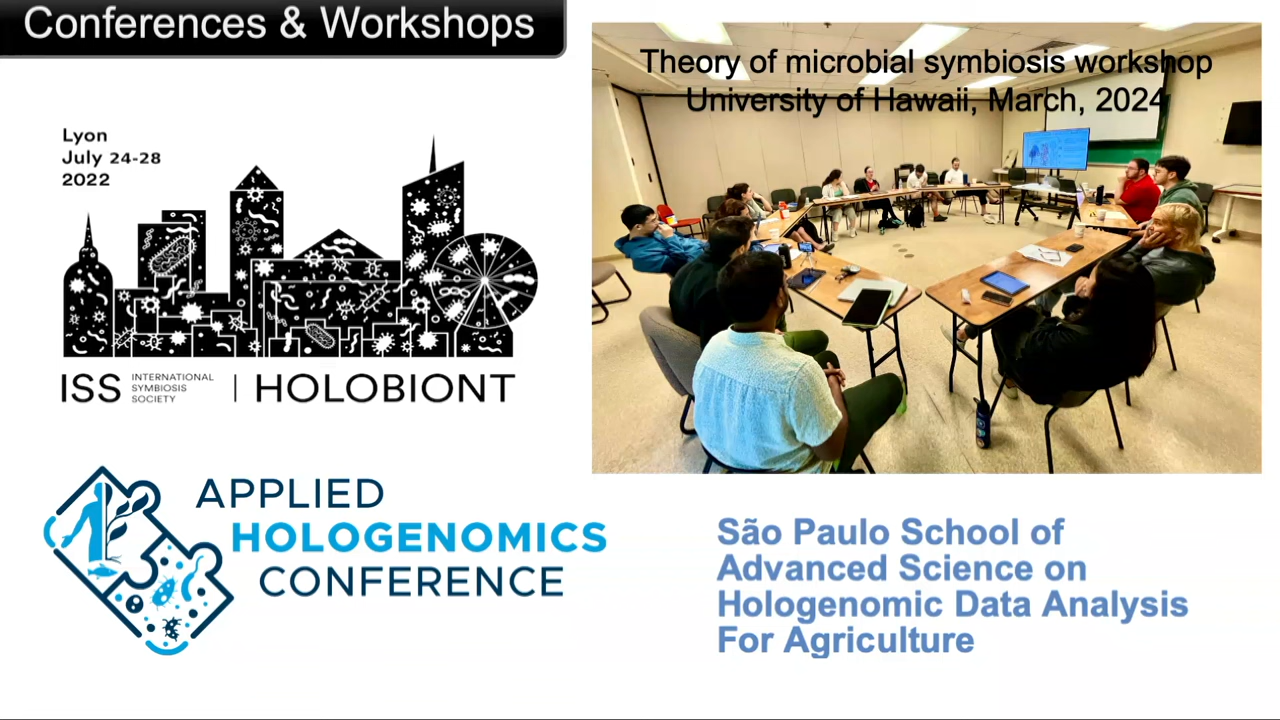 Conferences & Workshops
Lyon
July 24-28
2022
ISS
INTERNATIONAL
SYMBIOSIS
SOCIETY
HOLOBIONT
APPLIED
HOLOGENOMICS
CONFERENCE
Theory of microbial symbiosis workshop
University of Hawaii, March, 2024
São Paulo School of
Advanced Science on
Hologenomic Data Analysis
For Agriculture